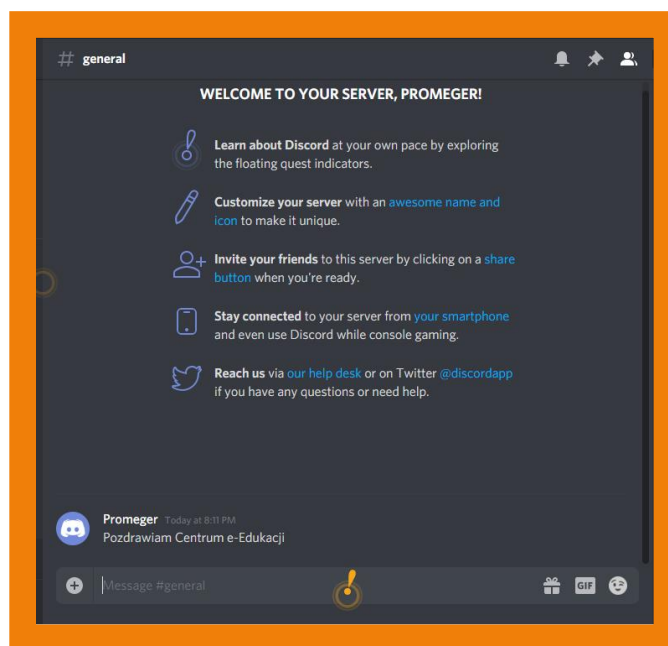 general
WELCOME TO YOUR SERVER, PROMEGER!
Learn about Discord at your own pace by exploring
the floating quest indicators.
Customize your server with an awesome name and
icon to make it unique.
Invite your friends to this server by clicking on a share
button when you're ready.
Stay connected to your server from your smartphone
and even use Discord while console gaming.
Reach us via our help desk or on Twitter @discordapp
if you have any questions or need help.
Promeger Today at 8:11 PM
Pozdrawiam Centrum e-Edukacji
Message #general
GIF